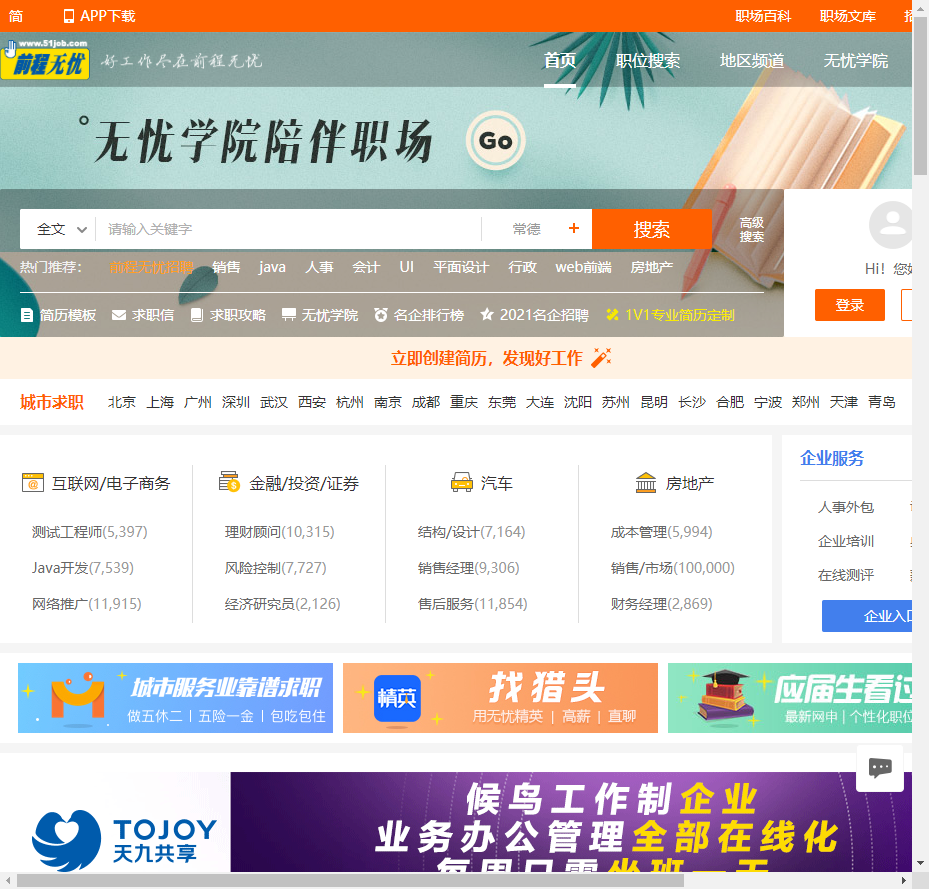 简 APP下载 职场百科 职场文库
www.51job.com
前程无忧 好工作尽在前程无忧 首页 职位搜索 地区频道 无忧学院
无忧学院陪伴职场 Go
全文 请输入关键字 常德 + 搜索 高级搜索
热门推荐： 前程无忧招聘 销售 java 人事 会计 UI 平面设计 行政 web前端 房地产
Hi！您
登录
简历模板 求职信 求职攻略 无忧学院 名企排行榜 2021名企招聘 1V1专业简历定制
立即创建简历，发现好工作
城市求职 北京 上海 广州 深圳 武汉 西安 杭州 南京 成都 重庆 东莞 大连 沈阳 苏州 昆明 长沙 合肥 宁波 郑州 天津 青岛
企业服务
互联网/电子商务 金融/投资/证券 汽车 房地产
人事外包
测试工程师(5,397) 理财顾问(10,315) 结构/设计(7,164) 成本管理(5,994)
企业培训
Java开发(7,539) 风险控制(7,727) 销售经理(9,306) 销售/市场(100,000)
在线测评
网络推广(11,915) 经济研究员(2,126) 售后服务(11,854) 财务经理(2,869)
企业入口
城市服务业靠谱求职
做五休二 | 五险一金 | 包吃包住
精英 找猎头
用无忧精英 | 高薪 | 直聊
应届生看过
最新网申 | 个性化职位
TOJOY
天九共享
候鸟工作制企业
业务办公管理全部在线化